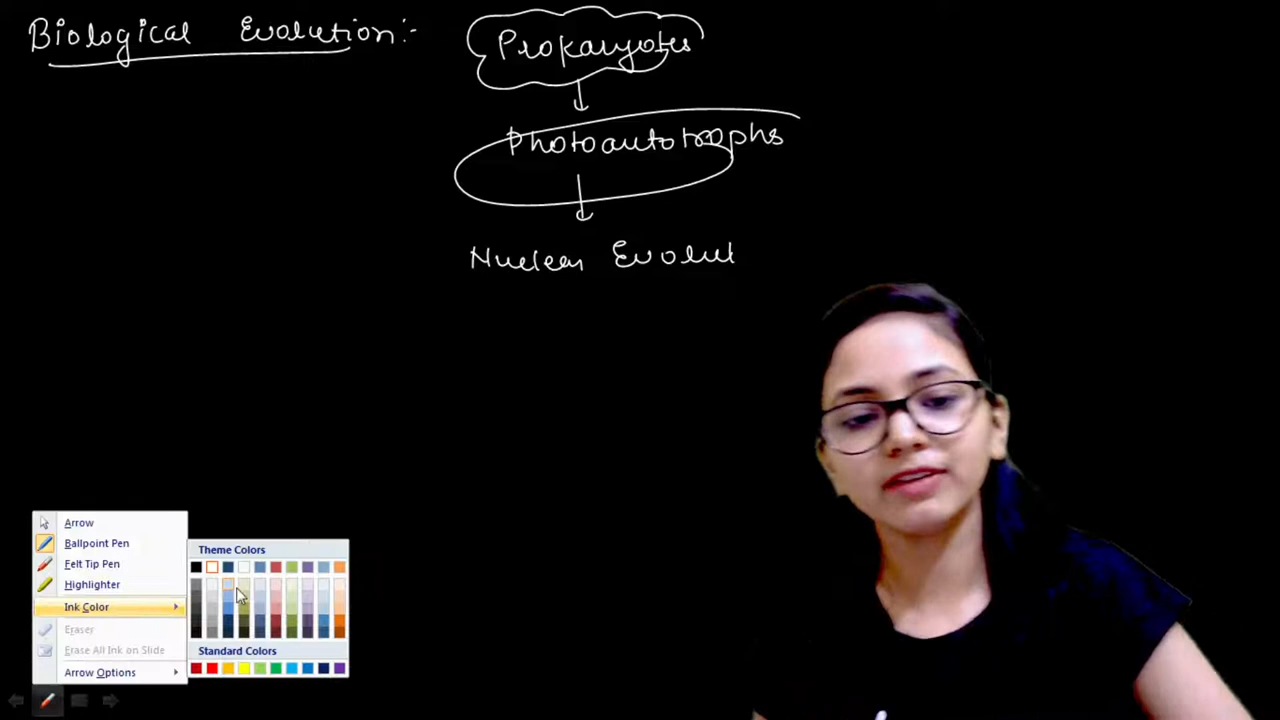 Biological Evolution:-
Prokaryotes
Photoautotrophs
Nuclear Evolut
Arrow
Ballpoint Pen
Felt Tip Pen
Highlighter
Ink Color
Eraser
Erase All Ink on Slide
Arrow Options
Theme Colors
Standard Colors